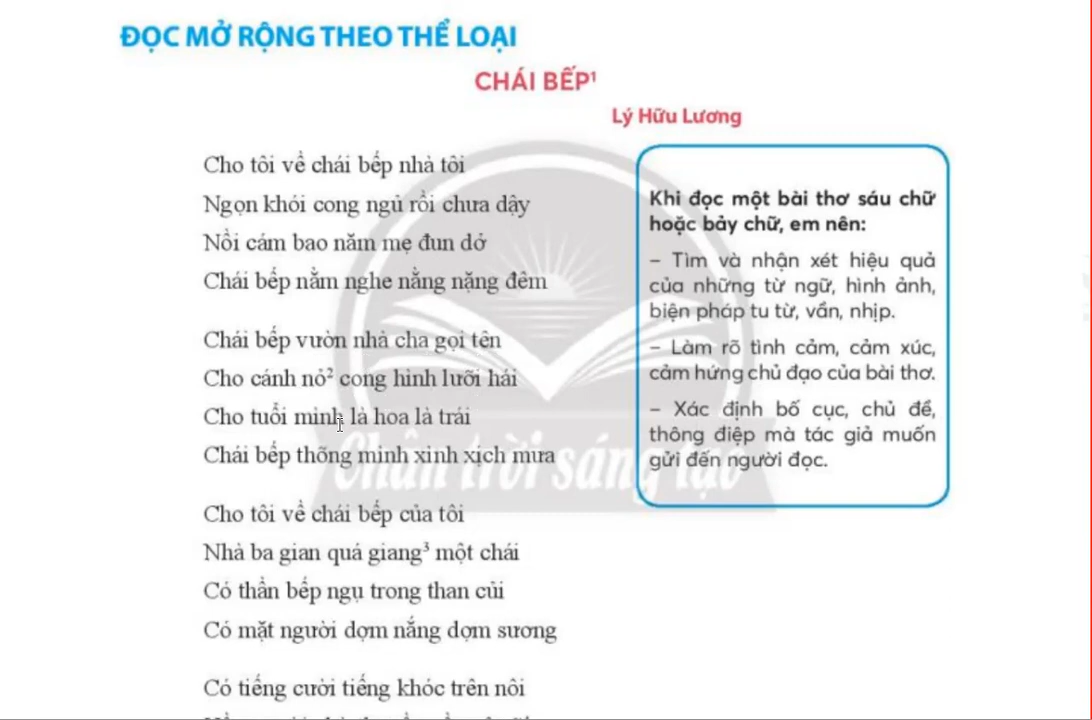 ĐỌC MỞ RỘNG THEO THỂ LOẠI
CHÁI BẾP¹
Lý Hữu Lương
Cho tôi về chái bếp nhà tôi
Ngọn khói cong ngủ rồi chưa dậy
Nồi cám bao năm mẹ đun dở
Chái bếp nằm nghe nằng nặng đêm
Chái bếp vườn nhà cha gọi tên
Cho cánh nỏ² cong hình lưỡi hái
Cho tuổi mình là hoa là trái
Chái bếp thõng mình xình xịch mưa
Cho tôi về chái bếp của tôi
Nhà ba gian quá giang³ một chái
Có thần bếp ngụ trong than củi
Có mặt người dợm nắng dợm sương
Có tiếng cười tiếng khóc trên nôi
Khi đọc một bài thơ sáu chữ
hoặc bảy chữ, em nên:
– Tìm và nhận xét hiệu quả
của những từ ngữ, hình ảnh,
biện pháp tu từ, vần, nhịp.
– Làm rõ tình cảm, cảm xúc,
cảm hứng chủ đạo của bài thơ.
– Xác định bố cục, chủ đề,
thông điệp mà tác giả muốn
gửi đến người đọc.
Chân trời sáng tạo